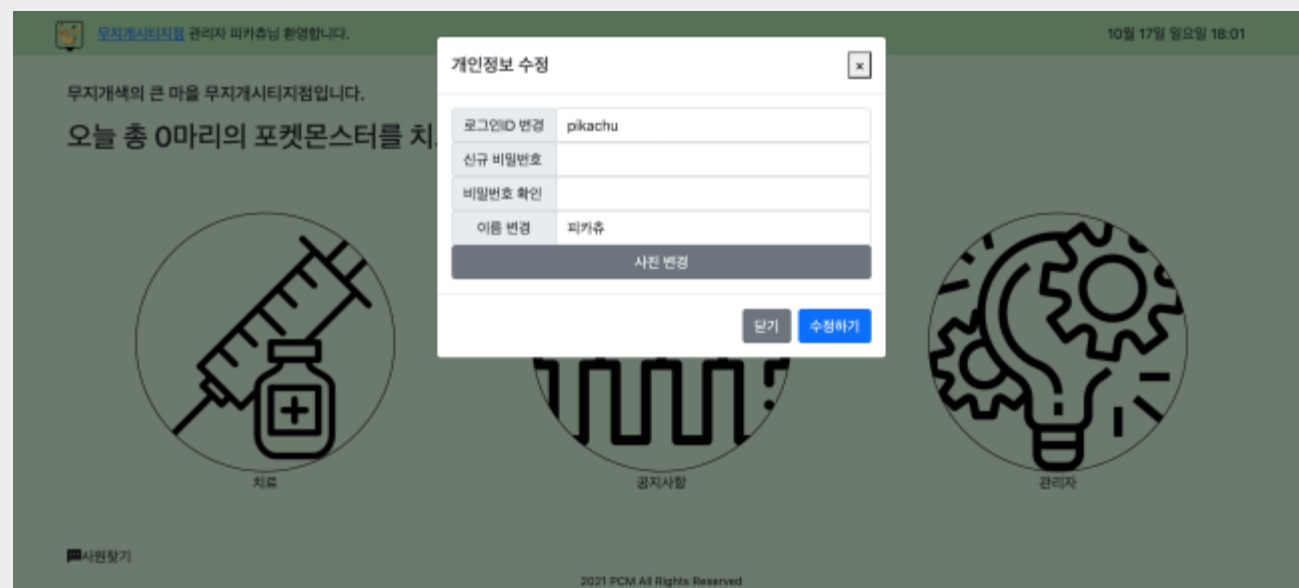 무지개시티지점 관리자 피카츄님 환영합니다.
10월 17일 일요일 18:01
무지개색의 큰 마을 무지개시티지점입니다.
오늘 총 0마리의 포켓몬스터를 치
개인정보 수정
×
로그인ID 변경 pikachu
신규 비밀번호
비밀번호 확인
이름 변경 피카츄
사진 변경
닫기 수정하기
치료
공지사항
관리자
사원찾기
2021 PCM All Rights Reserved